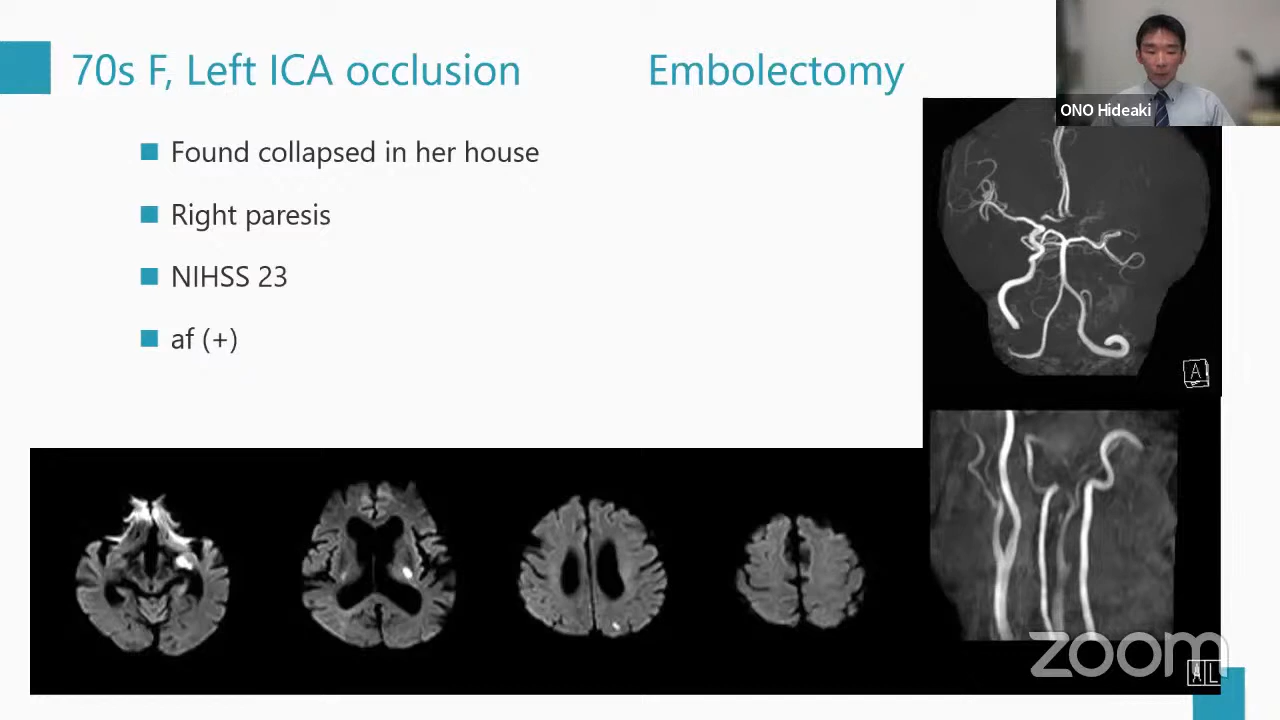 70s F, Left ICA occlusion
Embolectomy
ONO Hideaki
Found collapsed in her house
Right paresis
NIHSS 23
af (+)
A
zoom
A L